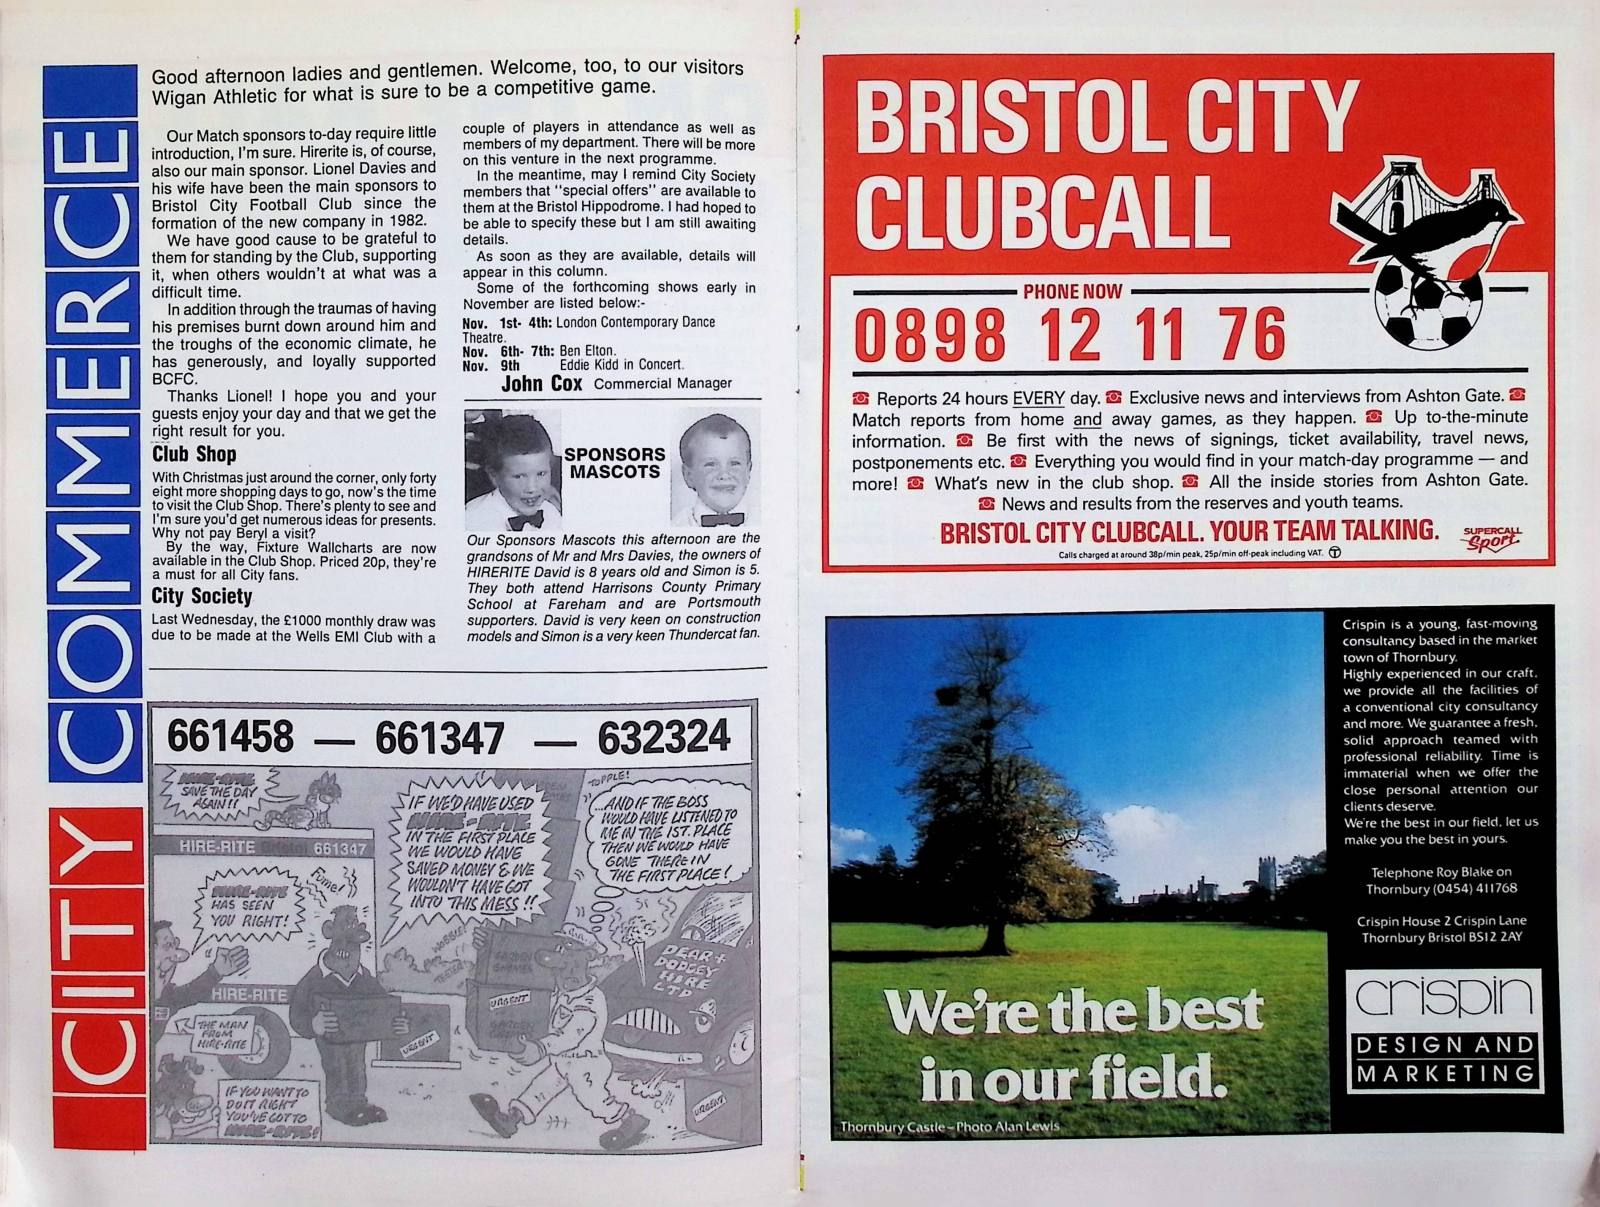 CITY COMMERCE
Good afternoon ladies and gentlemen. Welcome, too, to our visitors
Wigan Athletic for what is sure to be a competitive game.
Our Match sponsors to-day require little
introduction, I'm sure. Hirerite is, of course,
also our main sponsor. Lionel Davies and
his wife have been the main sponsors to
Bristol City Football Club since the
formation of the new company in 1982.
We have good cause to be grateful to
them for standing by the Club, supporting
it, when others wouldn't at what was a
difficult time.
In addition through the traumas of having
his premises burnt down around him and
the troughs of the economic climate, he
has generously, and loyally supported
BCFC.
Thanks Lionel! I hope you and your
guests enjoy your day and that we get the
right result for you.
Club Shop
With Christmas just around the corner, only forty
eight more shopping days to go, now's the time
to visit the Club Shop. There's plenty to see and
I'm sure you'd get numerous ideas for presents.
Why not pay Beryl a visit?
By the way, Fixture Wallcharts are now
available in the Club Shop. Priced 20p, they're
a must for all City fans.
City Society
Last Wednesday, the £1000 monthly draw was
due to be made at the Wells EMI Club with a
couple of players in attendance as well as
members of my department. There will be more
on this venture in the next programme.
In the meantime, may I remind City Society
members that "special offers" are available to
them at the Bristol Hippodrome. I had hoped to
be able to specify these but I am still awaiting
details.
As soon as they are available, details will
appear in this column.
Some of the forthcoming shows early in
November are listed below:-
Nov. 1st- 4th: London Contemporary Dance
Theatre.
Nov. 6th- 7th: Ben Elton.
Nov. 9th Eddie Kidd in Concert.
John Cox Commercial Manager
SPONSORS
MASCOTS
Our Sponsors Mascots this afternoon are the
grandsons of Mr and Mrs Davies, the owners of
HIRERITE David is 8 years old and Simon is 5.
They both attend Harrisons County Primary
School at Fareham and are Portsmouth
supporters. David is very keen on construction
models and Simon is a very keen Thundercat fan.
661458 — 661347 — 632324
HIRE-RITE
SAVE THE DAY
AGAIN!!
HIRE-RITE Bristol 661347
HIRE-RITE
HAS SEEN
YOU RIGHT!
Fume!
IF WE'D HAVE USED
HIRE-RITE
IN THE FIRST PLACE
WE WOULD HAVE
SAVED MONEY & WE
WOULDN'T HAVE GOT
INTO THIS MESS!!
TOPPLE!
...AND IF THE BOSS
WOULD HAVE LISTENED TO
ME IN THE 1ST. PLACE
THEN WE WOULD HAVE
GONE THERE IN
THE FIRST PLACE!
WOBBLE!
TEETER!
GARDEN
GNOMES
URGENT
GARDEN
DEAR &
DODGEY
HIRE
LTD
HIRE-RITE
THE MAN
FROM
HIRE-RITE
URGENT
URGENT
IF YOU WANT TO
DO IT RIGHT
YOU'VE GOT TO
HIRE-RITE!
BRISTOL CITY
CLUBCALL
PHONE NOW
0898 12 11 76
Reports 24 hours EVERY day. Exclusive news and interviews from Ashton Gate.
Match reports from home and away games, as they happen. Up to-the-minute
information. Be first with the news of signings, ticket availability, travel news,
postponements etc. Everything you would find in your match-day programme — and
more! What's new in the club shop. All the inside stories from Ashton Gate.
News and results from the reserves and youth teams.
BRISTOL CITY CLUBCALL. YOUR TEAM TALKING.
SUPERCALL
Sport
Calls charged at around 38p/min peak, 25p/min off-peak including VAT. T
Crispin is a young, fast-moving
consultancy based in the market
town of Thornbury.
Highly experienced in our craft,
we provide all the facilities of
a conventional city consultancy
and more. We guarantee a fresh,
solid approach teamed with
professional reliability. Time is
immaterial when we offer the
close personal attention our
clients deserve.
We're the best in our field, let us
make you the best in yours.
Telephone Roy Blake on
Thornbury (0454) 411768
Crispin House 2 Crispin Lane
Thornbury Bristol BS12 2AY
We're the best
in our field.
Thornbury Castle – Photo Alan Lewis
crispin
DESIGN AND
MARKETING